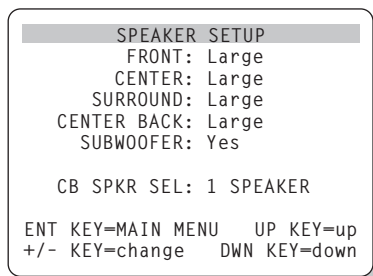 SPEAKER SETUP
FRONT: Large
CENTER: Large
SURROUND: Large
CENTER BACK: Large
SUBWOOFER: Yes
CB SPKR SEL: 1 SPEAKER
ENT KEY=MAIN MENU UP KEY=up
+/- KEY=change DWN KEY=down